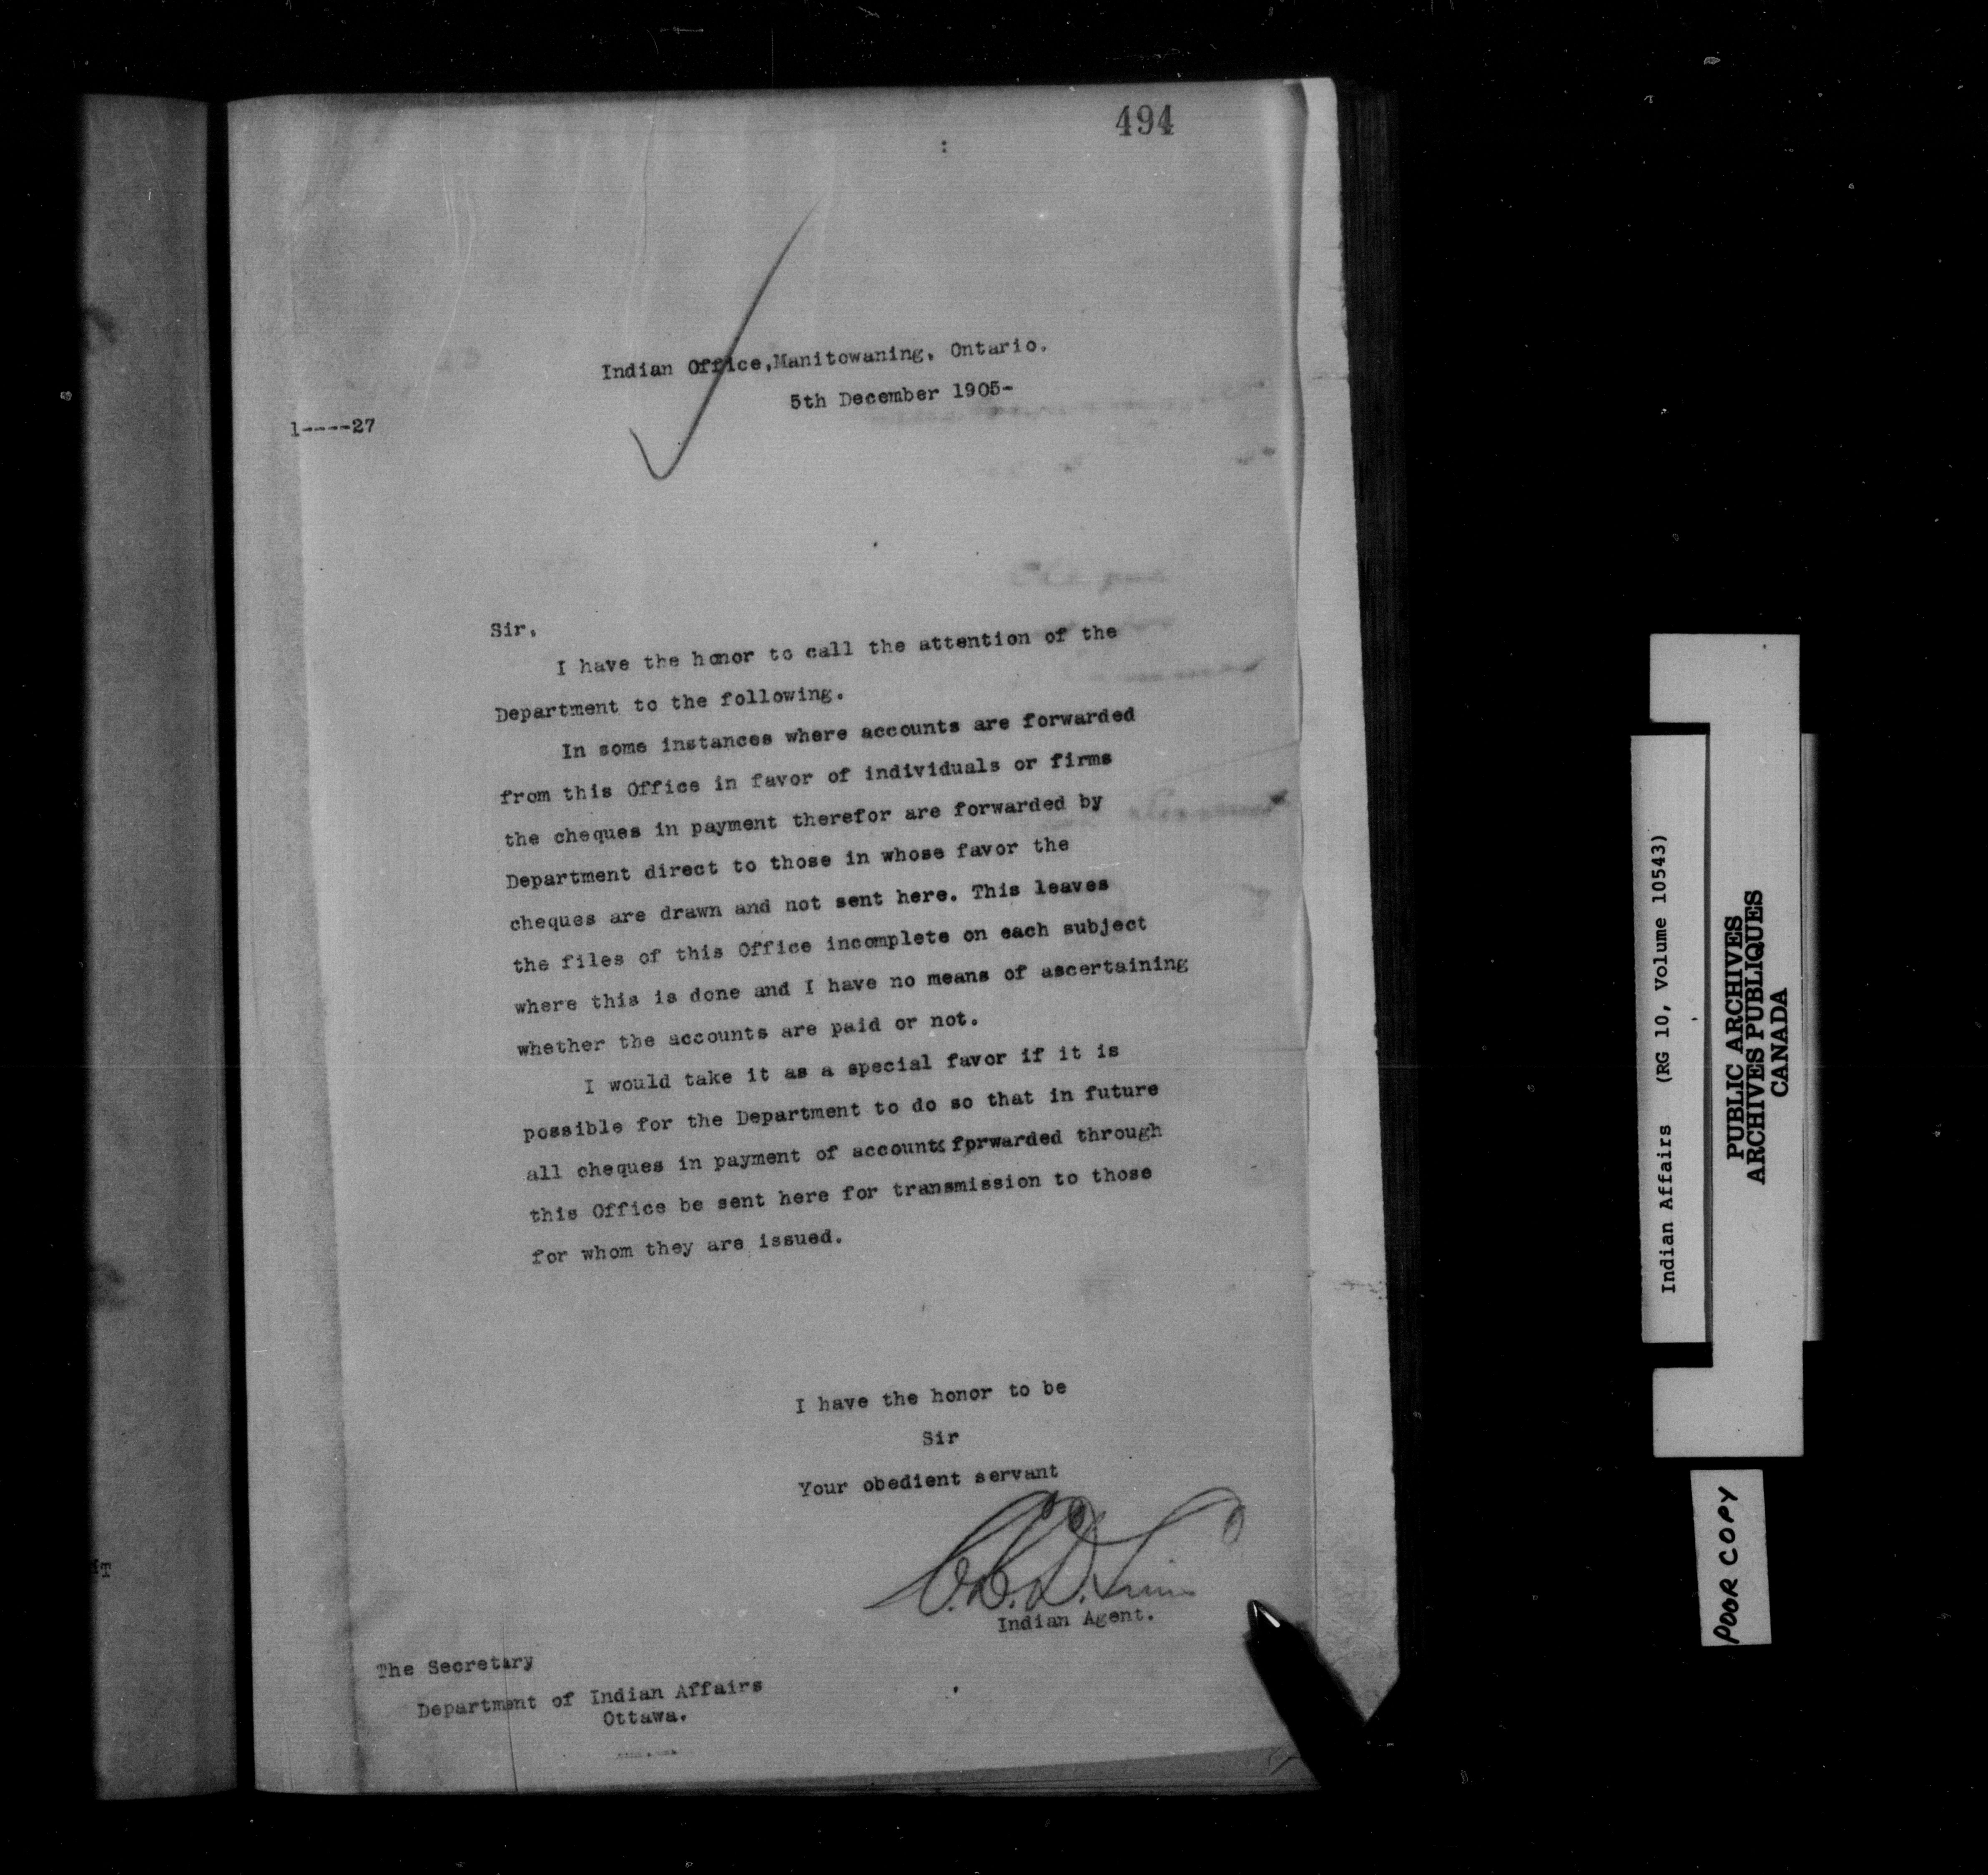 494
Indian Office,Manitowaning, Ontario.
5th December 1905-
1----27
Sir,
I have the honor to call the attention of the
Department to the following.
In some instances where accounts are forwarded
from this Office in favor of individuals or firms
the cheques in payment therefor are forwarded by
Department direct to those in whose favor the
cheques are drawn and not sent here. This leaves
the files of this Office incomplete on each subject
where this is done and I have no means of ascertaining
whether the accounts are paid or not.
I would take it as a special favor if it is
possible for the Department to do so that in future
all cheques in payment of accounts forwarded through
this Office be sent here for transmission to those
for whom they are issued.
I have the honor to be
Sir
Your obedient servant
Indian Agent.
The Secretary
Department of Indian Affairs
Ottawa.
Indian Affairs (RG 10, Volume 10543)
PUBLIC ARCHIVES
ARCHIVES PUBLIQUES
CANADA
POOR COPY